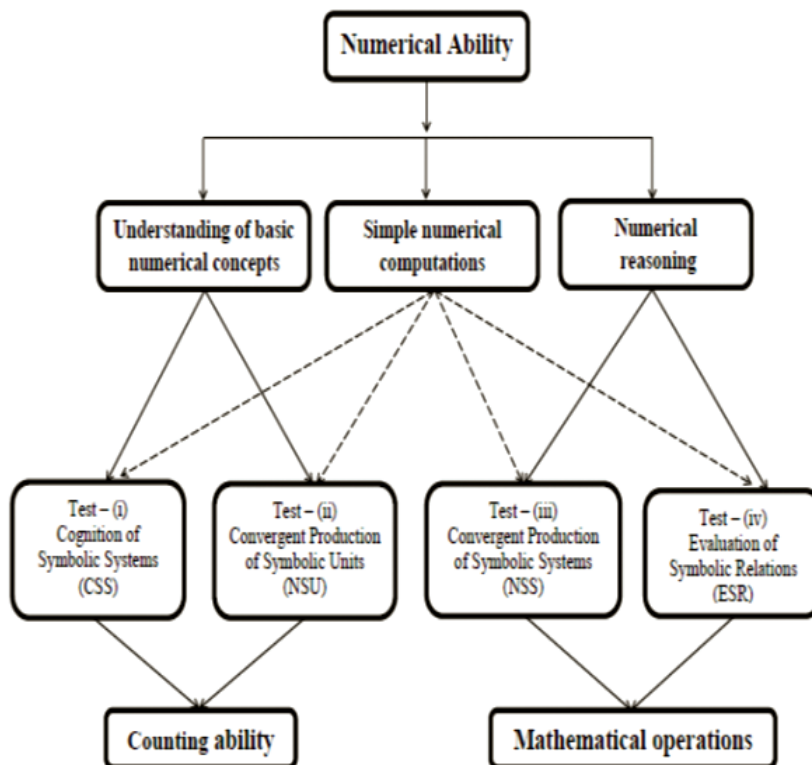 Numerical Ability
Understanding of basic
numerical concepts
Simple numerical
computations
Numerical
reasoning
Test – (i)
Cognition of
Symbolic Systems
(CSS)
Test – (ii)
Convergent Production
of Symbolic Units
(NSU)
Test – (iii)
Convergent Production
of Symbolic Systems
(NSS)
Test – (iv)
Evaluation of
Symbolic Relations
(ESR)
Counting ability
Mathematical operations